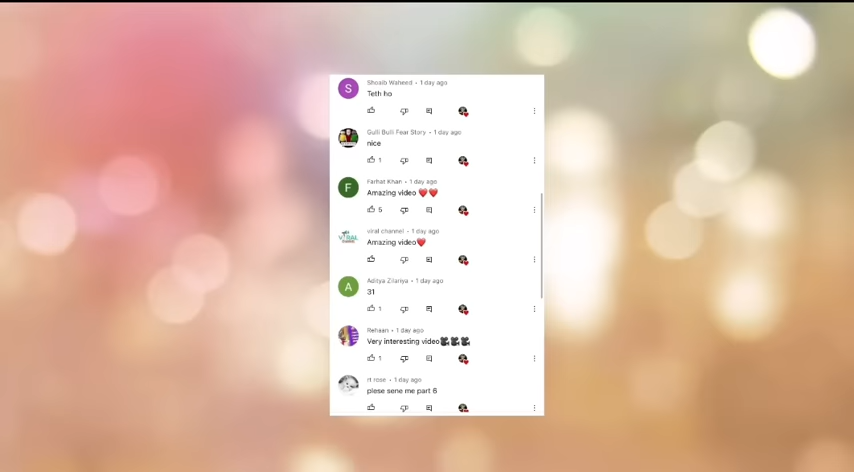 S
Shoaib Waheed • 1 day ago
Teth ho
Gulli Bulli Fear Story • 1 day ago
nice
1
F
Farhat Khan • 1 day ago
Amazing video ❤️❤️
5
VIRAL
viral channel • 1 day ago
Amazing video❤️
A
Aditya Zilariya • 1 day ago
31
1
Rehaan • 1 day ago
Very interesting video🎥🎥🎥
1
rt rose • 1 day ago
plese sene me part 6